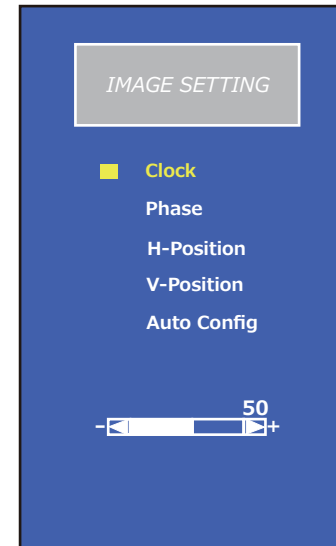 IMAGE SETTING
Clock
Phase
H-Position
V-Position
Auto Config
50
- +